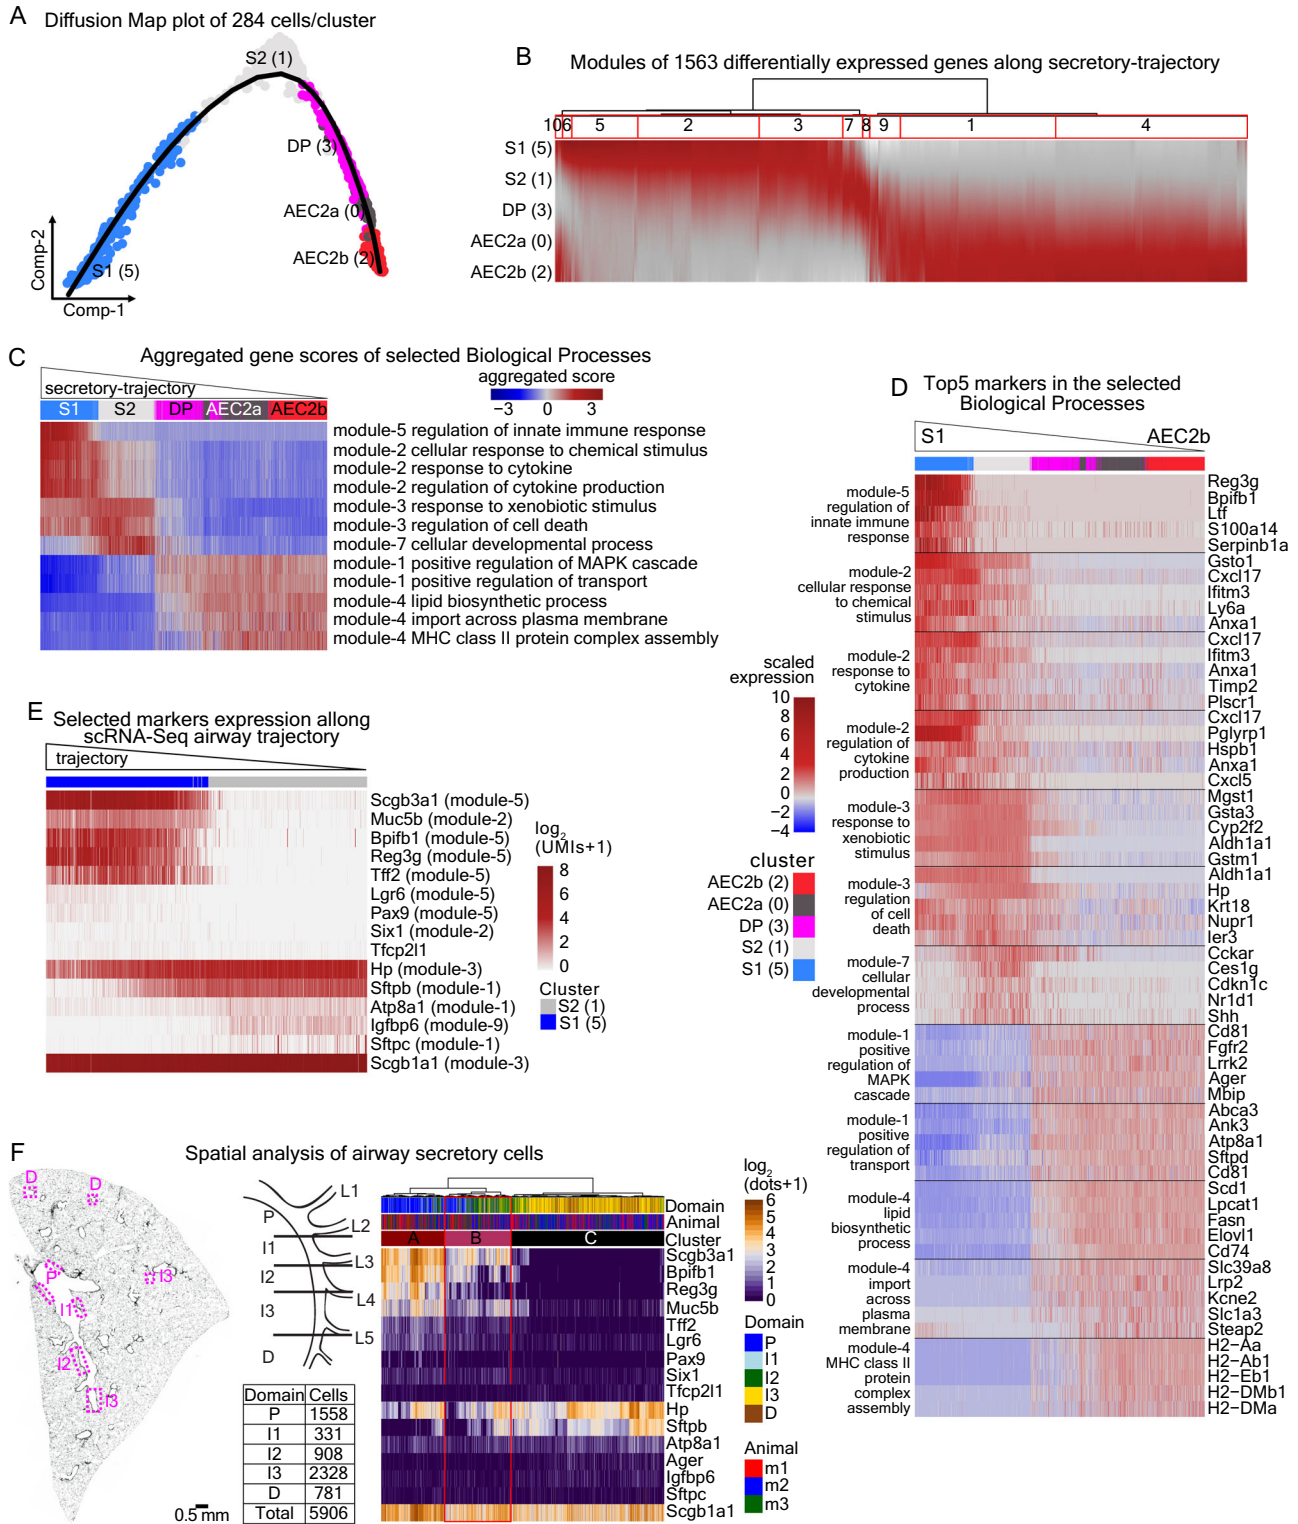 A
Diffusion Map plot of 284 cells/cluster
S2 (1)
DP (3)
AEC2a (0)
AEC2b (2)
S1 (5)
Comp-2
Comp-1
B
Modules of 1563 differentially expressed genes along secretory-trajectory
10 6 5 2 3 7 8 9 1 4
S1 (5)
S2 (1)
DP (3)
AEC2a (0)
AEC2b (2)
C
Aggregated gene scores of selected Biological Processes
aggregated score
−3 0 3
secretory-trajectory
S1 S2 DP AEC2a AEC2b
module-5 regulation of innate immune response
module-2 cellular response to chemical stimulus
module-2 response to cytokine
module-2 regulation of cytokine production
module-3 response to xenobiotic stimulus
module-3 regulation of cell death
module-7 cellular developmental process
module-1 positive regulation of MAPK cascade
module-1 positive regulation of transport
module-4 lipid biosynthetic process
module-4 import across plasma membrane
module-4 MHC class II protein complex assembly
D
Top5 markers in the selected
Biological Processes
S1 AEC2b
module-5
regulation of
innate immune
response
Reg3g
Bpifb1
Ltf
S100a14
Serpinb1a
module-2
cellular response
to chemical
stimulus
Gsto1
Cxcl17
Ifitm3
Ly6a
Anxa1
module-2
response to
cytokine
Cxcl17
Ifitm3
Anxa1
Timp2
Plscr1
module-2
regulation of
cytokine
production
Cxcl17
Pglyrp1
Hspb1
Anxa1
Cxcl5
module-3
response to
xenobiotic
stimulus
Mgst1
Gsta3
Cyp2f2
Aldh1a1
Gstm1
module-3
regulation
of cell
death
Aldh1a1
Hp
Krt18
Nupr1
Ier3
module-7
cellular
developmental
process
Cckar
Ces1g
Cdkn1c
Nr1d1
Shh
module-1
positive
regulation of
MAPK
cascade
Cd81
Fgfr2
Lrrk2
Ager
Mbip
module-1
positive
regulation of
transport
Abca3
Ank3
Atp8a1
Sftpd
Cd81
module-4
lipid
biosynthetic
process
Scd1
Lpcat1
Fasn
Elovl1
Cd74
module-4
import
across
plasma
membrane
Slc39a8
Lrp2
Kcne2
Slc1a3
Steap2
module-4
MHC class II
protein
complex
assembly
H2−Aa
H2−Ab1
H2−Eb1
H2−DMb1
H2−DMa
scaled
expression
10
8
6
4
2
0
−2
−4
cluster
AEC2b (2)
AEC2a (0)
DP (3)
S2 (1)
S1 (5)
E
Selected markers expression allong
scRNA-Seq airway trajectory
trajectory
Scgb3a1 (module-5)
Muc5b (module-2)
Bpifb1 (module-5)
Reg3g (module-5)
Tff2 (module-5)
Lgr6 (module-5)
Pax9 (module-5)
Six1 (module-2)
Tfcp2l1
Hp (module-3)
Sftpb (module-1)
Atp8a1 (module-1)
Igfbp6 (module-9)
Sftpc (module-1)
Scgb1a1 (module-3)
log2
(UMIs+1)
8
6
4
2
0
Cluster
S2 (1)
S1 (5)
F
Spatial analysis of airway secretory cells
D D
P
I1
I2
I3
I3
0.5 mm
P
I1
I2
I3
D
L1
L2
L3
L4
L5
Domain Cells
P 1558
I1 331
I2 908
I3 2328
D 781
Total 5906
Domain
Animal
Cluster
A B C
Scgb3a1
Bpifb1
Reg3g
Muc5b
Tff2
Lgr6
Pax9
Six1
Tfcp2l1
Hp
Sftpb
Atp8a1
Ager
Igfbp6
Sftpc
Scgb1a1
log2
(dots+1)
6
5
4
3
2
1
0
Domain
P
I1
I2
I3
D
Animal
m1
m2
m3